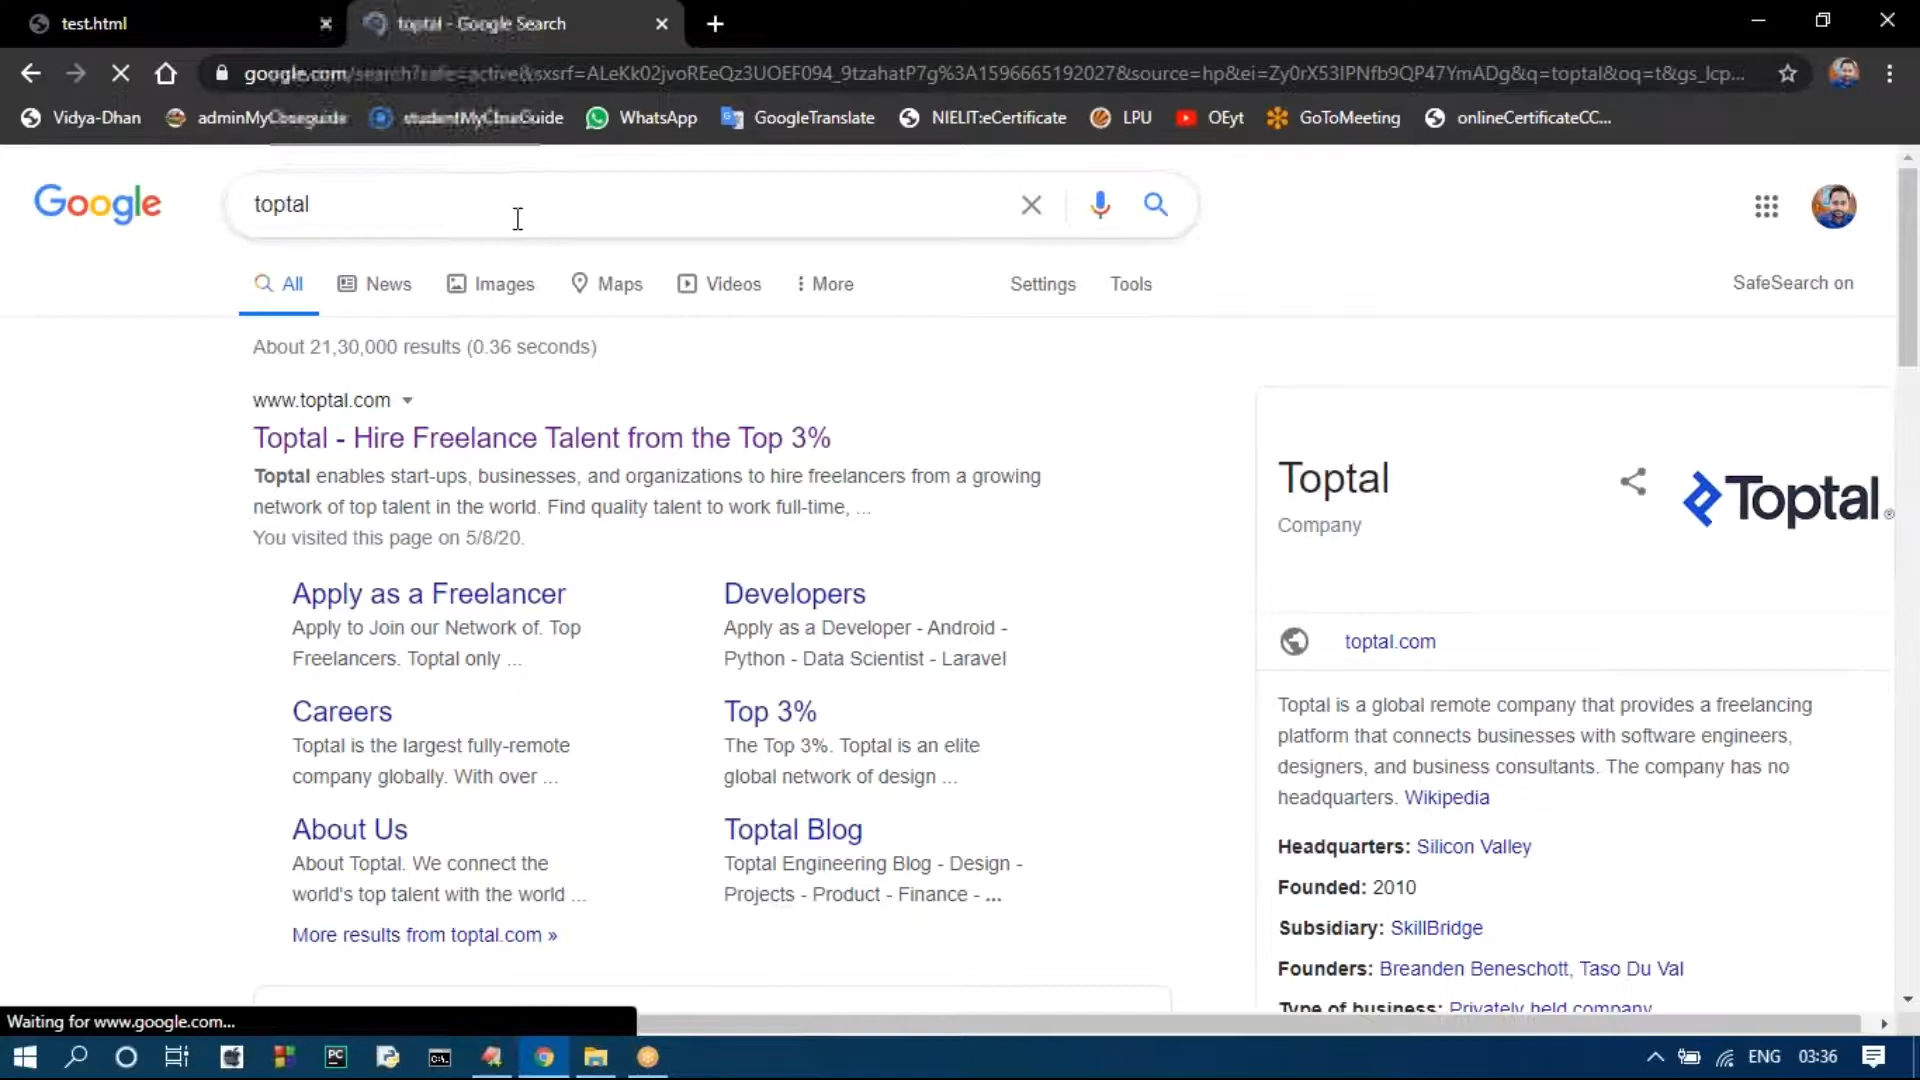 test.html
toptal - Google Search
google.com/search?safe=active&sxsrf=ALeKk02jvoREeQz3UOEF094_9tzahatP7g%3A1596665192027&source=hp&ei=Zy0rX53IPNfb9QP47YmADg&q=toptal&oq=t&gs_lcp...
Vidya-Dhan
GoogleTranslate
WhatsApp
NIELIT:eCertificate
LPU
OEyt
GoToMeeting
onlineCertificateCC...
Google
toptal
All
News
Images
Maps
Videos
More
Settings
Tools
SafeSearch on
About 21,30,000 results (0.36 seconds)
www.toptal.com
Toptal - Hire Freelance Talent from the Top 3%
Toptal enables start-ups, businesses, and organizations to hire freelancers from a growing
network of top talent in the world. Find quality talent to work full-time, ...
You visited this page on 5/8/20.
Apply as a Freelancer
Apply to Join our Network of. Top
Freelancers. Toptal only ...
Developers
Apply as a Developer - Android -
Python - Data Scientist - Laravel
Careers
Toptal is the largest fully-remote
company globally. With over ...
Top 3%
The Top 3%. Toptal is an elite
global network of design ...
About Us
About Toptal. We connect the
world's top talent with the world ...
Toptal Blog
Toptal Engineering Blog - Design -
Projects - Product - Finance - ...
More results from toptal.com »
Toptal
Company
Toptal®
toptal.com
Toptal is a global remote company that provides a freelancing
platform that connects businesses with software engineers,
designers, and business consultants. The company has no
headquarters. Wikipedia
Headquarters: Silicon Valley
Founded: 2010
Subsidiary: SkillBridge
Founders: Breanden Beneschott, Taso Du Val
Type of business: Privately held company
Waiting for www.google.com...
PC
ENG
03:36